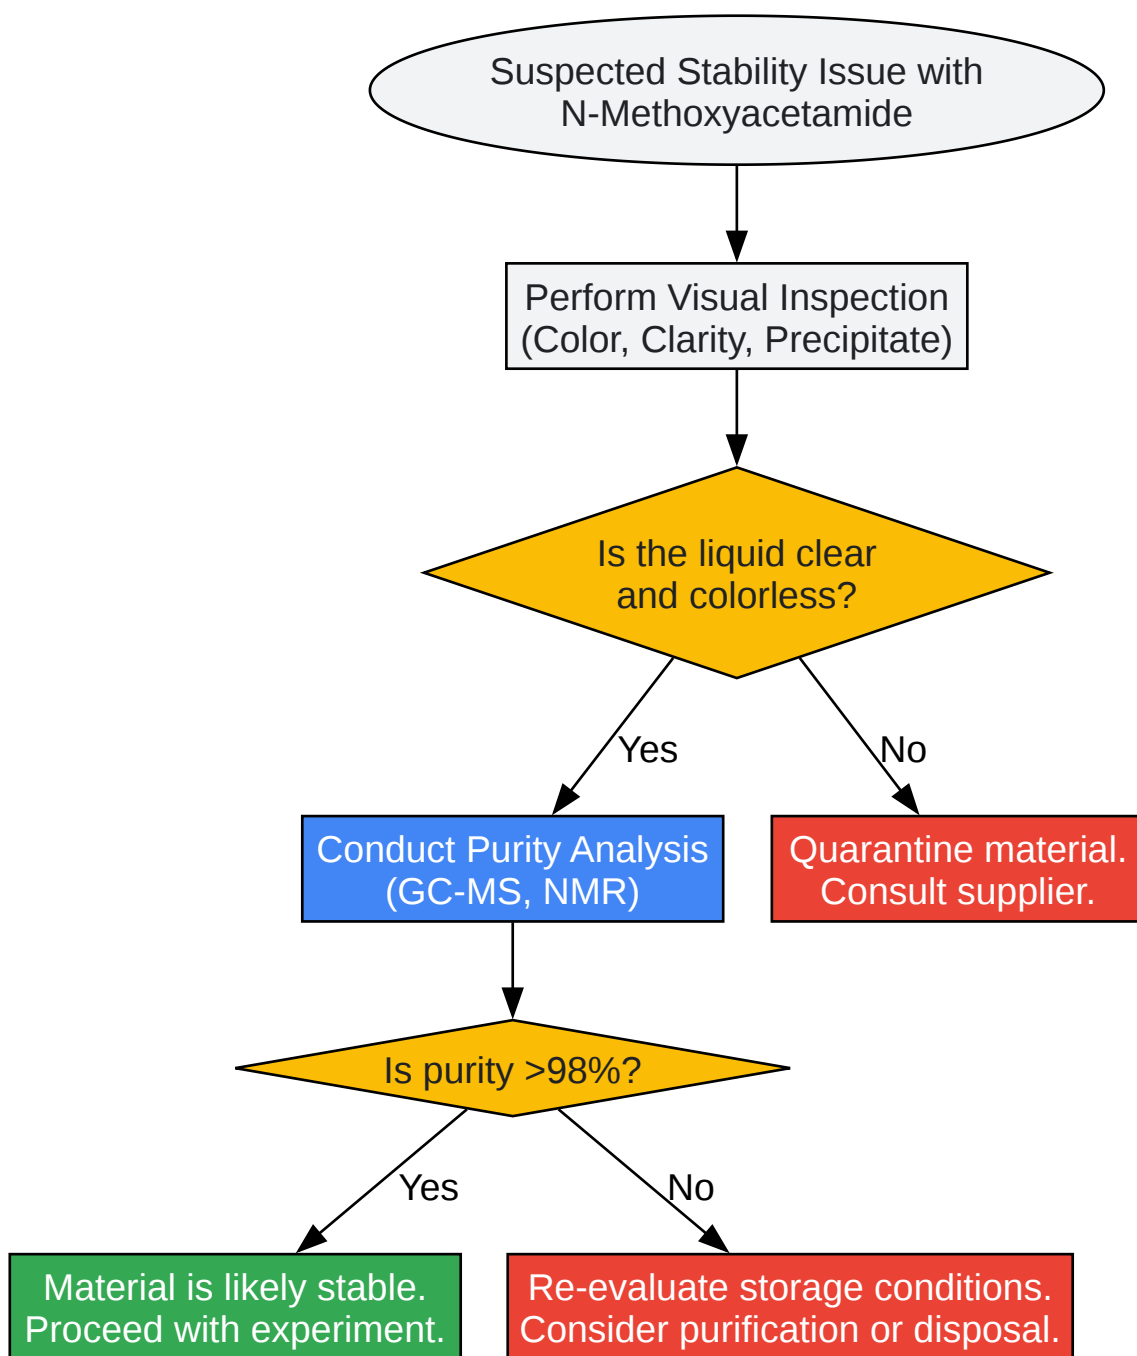 Suspected Stability Issue with
N-Methoxyacetamide
Perform Visual Inspection
(Color, Clarity, Precipitate)
Is the liquid clear
and colorless?
Yes
No
Conduct Purity Analysis
(GC-MS, NMR)
Quarantine material.
Consult supplier.
Is purity >98%?
Yes
No
Material is likely stable.
Proceed with experiment.
Re-evaluate storage conditions.
Consider purification or disposal.